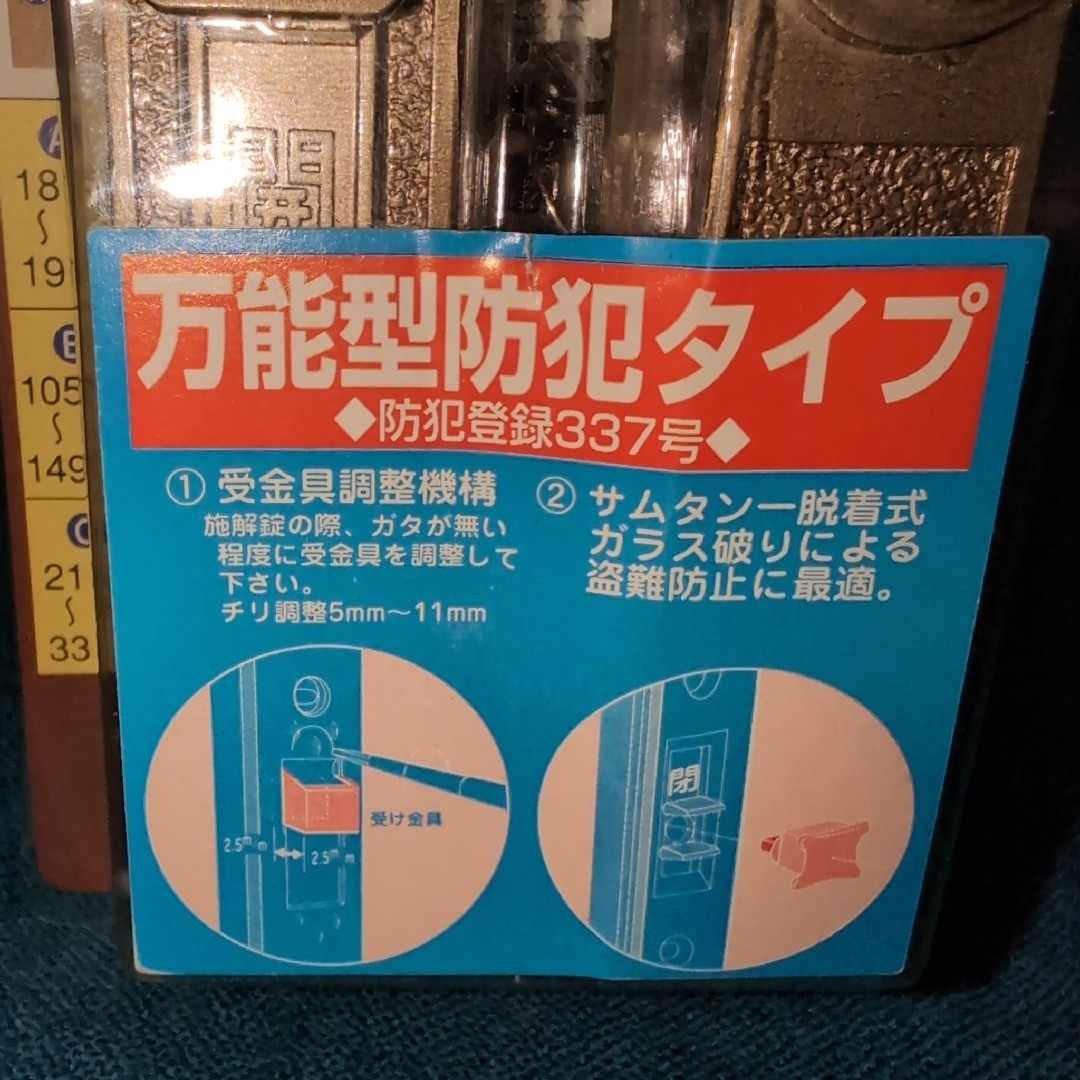 開
A
18
〜
19
B
105
〜
149
C
21
〜
33
万能型防犯タイプ
◆防犯登録337号◆
① 受金具調整機構
施解錠の際、ガタが無い
程度に受金具を調整して
下さい。
チリ調整5mm〜11mm
② サムタン一脱着式
ガラス破りによる
盗難防止に最適。
受け金具
2.5mm
2.5mm
閉